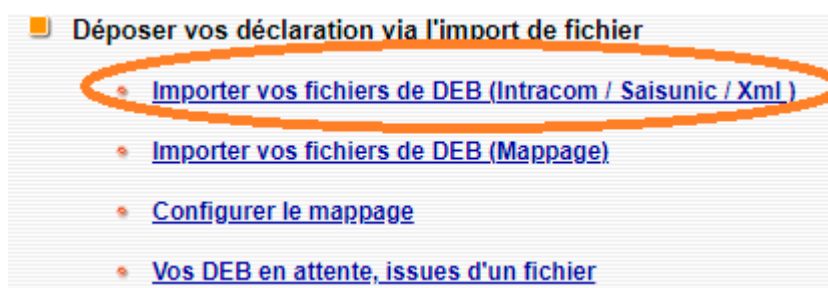 Déposer vos déclaration via l'import de fichier
Importer vos fichiers de DEB (Intracom / Saisunic / Xml )
Importer vos fichiers de DEB (Mappage)
Configurer le mappage
Vos DEB en attente, issues d'un fichier